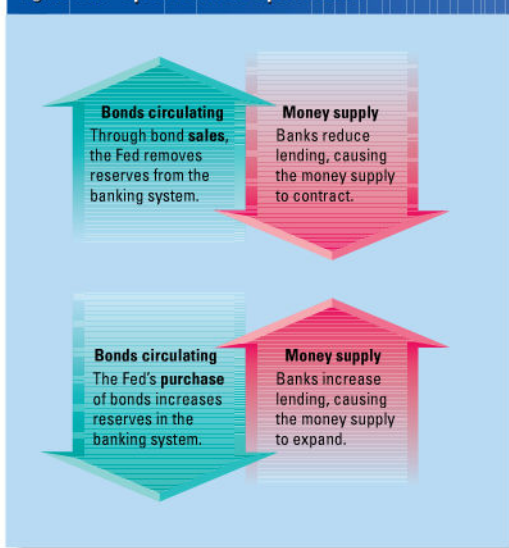 Bonds circulating
Through bond sales,
the Fed removes
reserves from the
banking system.
Money supply
Banks reduce
lending, causing
the money supply
to contract.
Bonds circulating
The Fed's purchase
of bonds increases
reserves in the
banking system.
Money supply
Banks increase
lending, causing
the money supply
to expand.